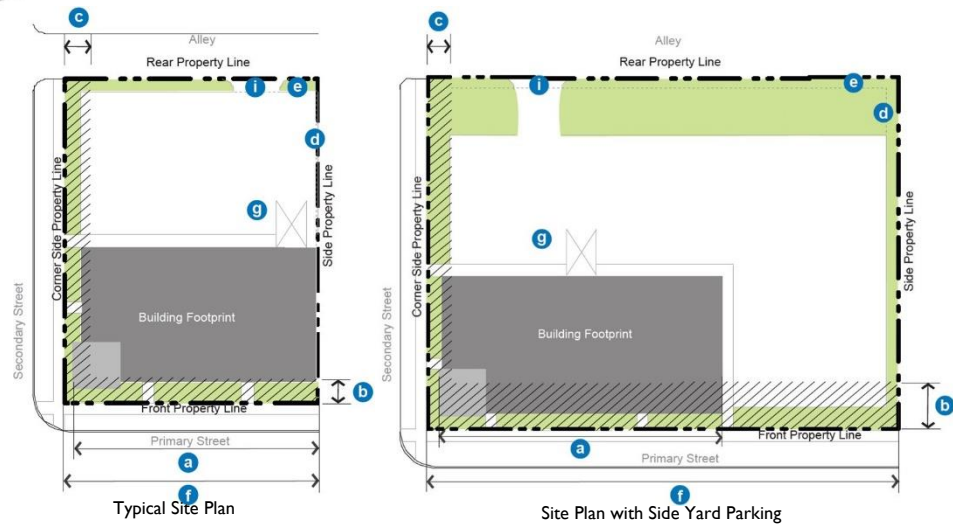 c
Alley
Rear Property Line
i
e
d
g
Corner Side Property Line
Side Property Line
Secondary Street
Building Footprint
b
Front Property Line
Primary Street
a
f
Typical Site Plan
c
Alley
Rear Property Line
i
e
d
g
Corner Side Property Line
Side Property Line
Secondary Street
Building Footprint
b
a
Front Property Line
Primary Street
f
Site Plan with Side Yard Parking